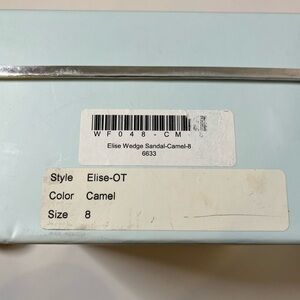 WF048-CM
Elise Wedge Sandal-Camel-8
6633
Style Elise-OT
Color Camel
Size 8